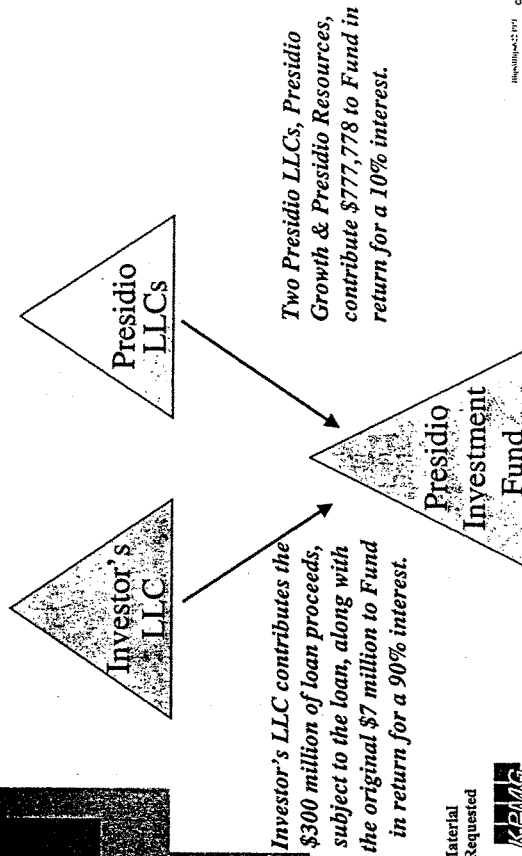 Investor's
LLC
Presidio
LLCs
Investor's LLC contributes the
$300 million of loan proceeds,
subject to the loan, along with
the original $7 million to Fund
in return for a 90% interest.
Two Presidio LLCs, Presidio
Growth & Presidio Resources,
contribute $777,778 to Fund in
return for a 10% interest.
Presidio
Investment
Fund
laterial
Requested
KPMG